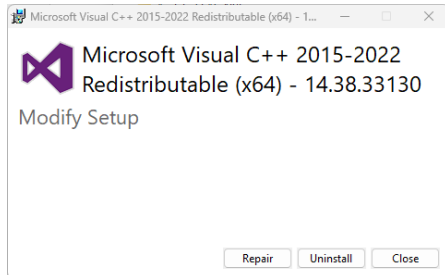 Microsoft Visual C++ 2015-2022 Redistributable (x64) - 1...
Microsoft Visual C++ 2015-2022
Redistributable (x64) - 14.38.33130
Modify Setup
Repair Uninstall Close